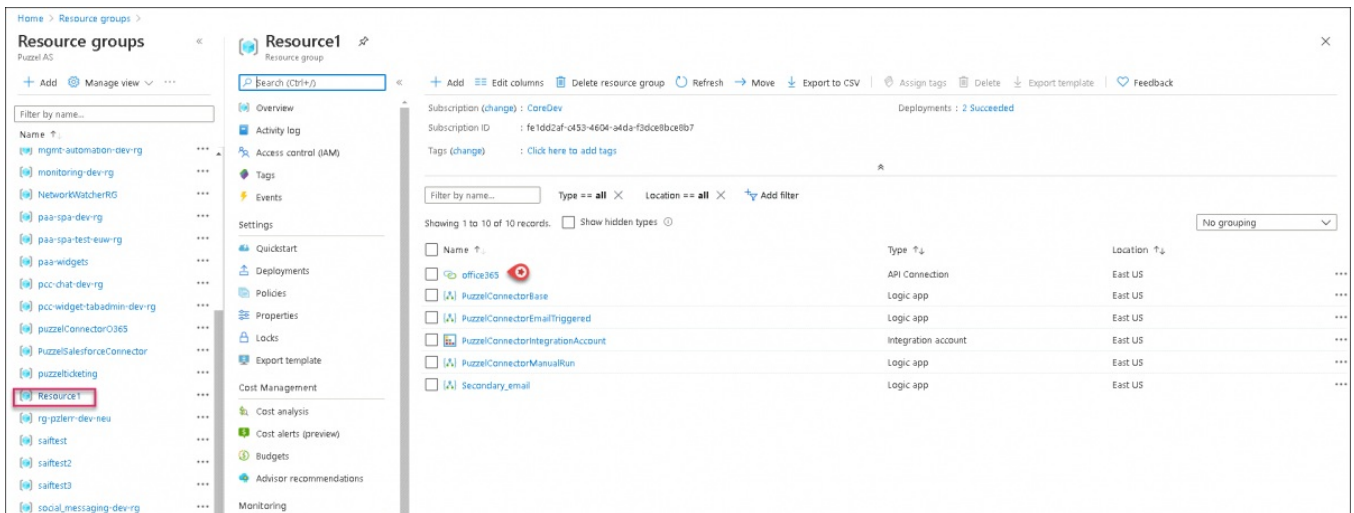 Home > Resource groups >
Resource groups «
Puzzel AS
+ Add Manage view ···
Filter by name...
Name ↑↓
mgmt-automation-dev-rg ···
monitoring-dev-rg ···
NetworkWatcherRG ···
paa-spa-dev-rg ···
paa-spa-test-euw-rg ···
paa-widgets ···
pcc-chat-dev-rg ···
pcc-widget-tabadmin-dev-rg ···
puzzelConnectorO365 ···
PuzzelSalesforceConnector ···
puzzelticketing ···
Resource1 ···
rg-pzlerr-dev-neu ···
saiftest ···
saiftest2 ···
saiftest3 ···
social_messaging-dev-rg ···
Resource1
Resource group
Search (Ctrl+/) «
Overview
Activity log
Access control (IAM)
Tags
Events
Settings
Quickstart
Deployments
Policies
Properties
Locks
Export template
Cost Management
Cost analysis
Cost alerts (preview)
Budgets
Advisor recommendations
Monitoring
+ Add Edit columns Delete resource group Refresh → Move Export to CSV Assign tags Delete Export template Feedback
Subscription (change) : CoreDev Deployments : 2 Succeeded
Subscription ID : fe1dd2af-c453-4604-a4da-f3dce8bce8b7
Tags (change) : Click here to add tags
Filter by name... Type == all × Location == all × Add filter
Showing 1 to 10 of 10 records. Show hidden types
No grouping
Name ↑↓ Type ↑↓ Location ↑↓
office365 API Connection East US ···
PuzzelConnectorBase Logic app East US ···
PuzzelConnectorEmailTriggered Logic app East US ···
PuzzelConnectorIntegrationAccount Integration account East US ···
PuzzelConnectorManualRun Logic app East US ···
Secondary_email Logic app East US ···